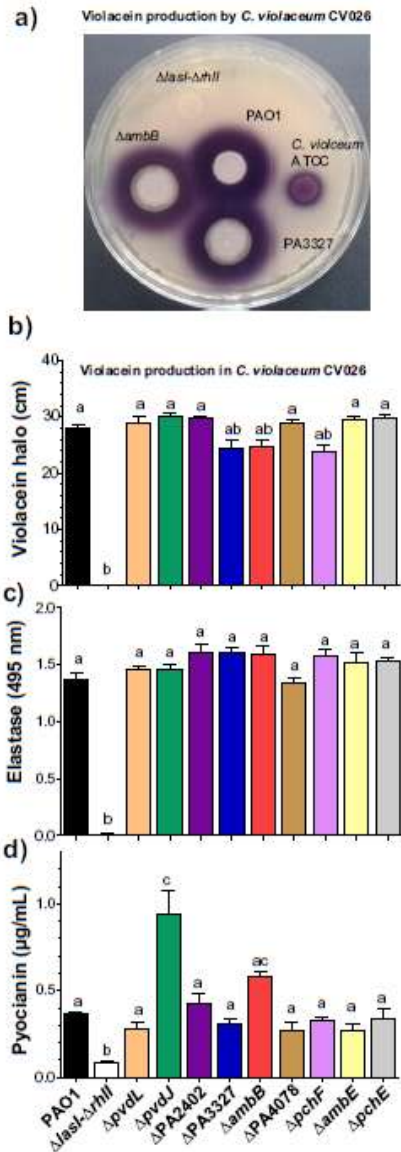 a)
Violacein production by C. violaceum CV026
ΔlasI-ΔrhlI
PAO1
ΔambB
C. violceum
ATCC
PA3327
b)
Violacein production in C. violaceum CV026
Violacein halo (cm)
40
30
20
10
0
a
b
a
a
a
ab
ab
a
ab
a
a
c)
Elastase (495 nm)
2.0
1.5
1.0
0.5
0.0
a
b
a
a
a
a
a
a
a
a
a
d)
Pyocianin (µg/mL)
1.0
0.5
0.0
a
b
a
c
a
a
ac
a
a
a
a
PAO1
ΔlasI-ΔrhlI
ΔpvdL
ΔpvdJ
ΔPA2402
ΔPA3327
ΔambB
ΔPA4078
ΔpchF
ΔambE
ΔpchE